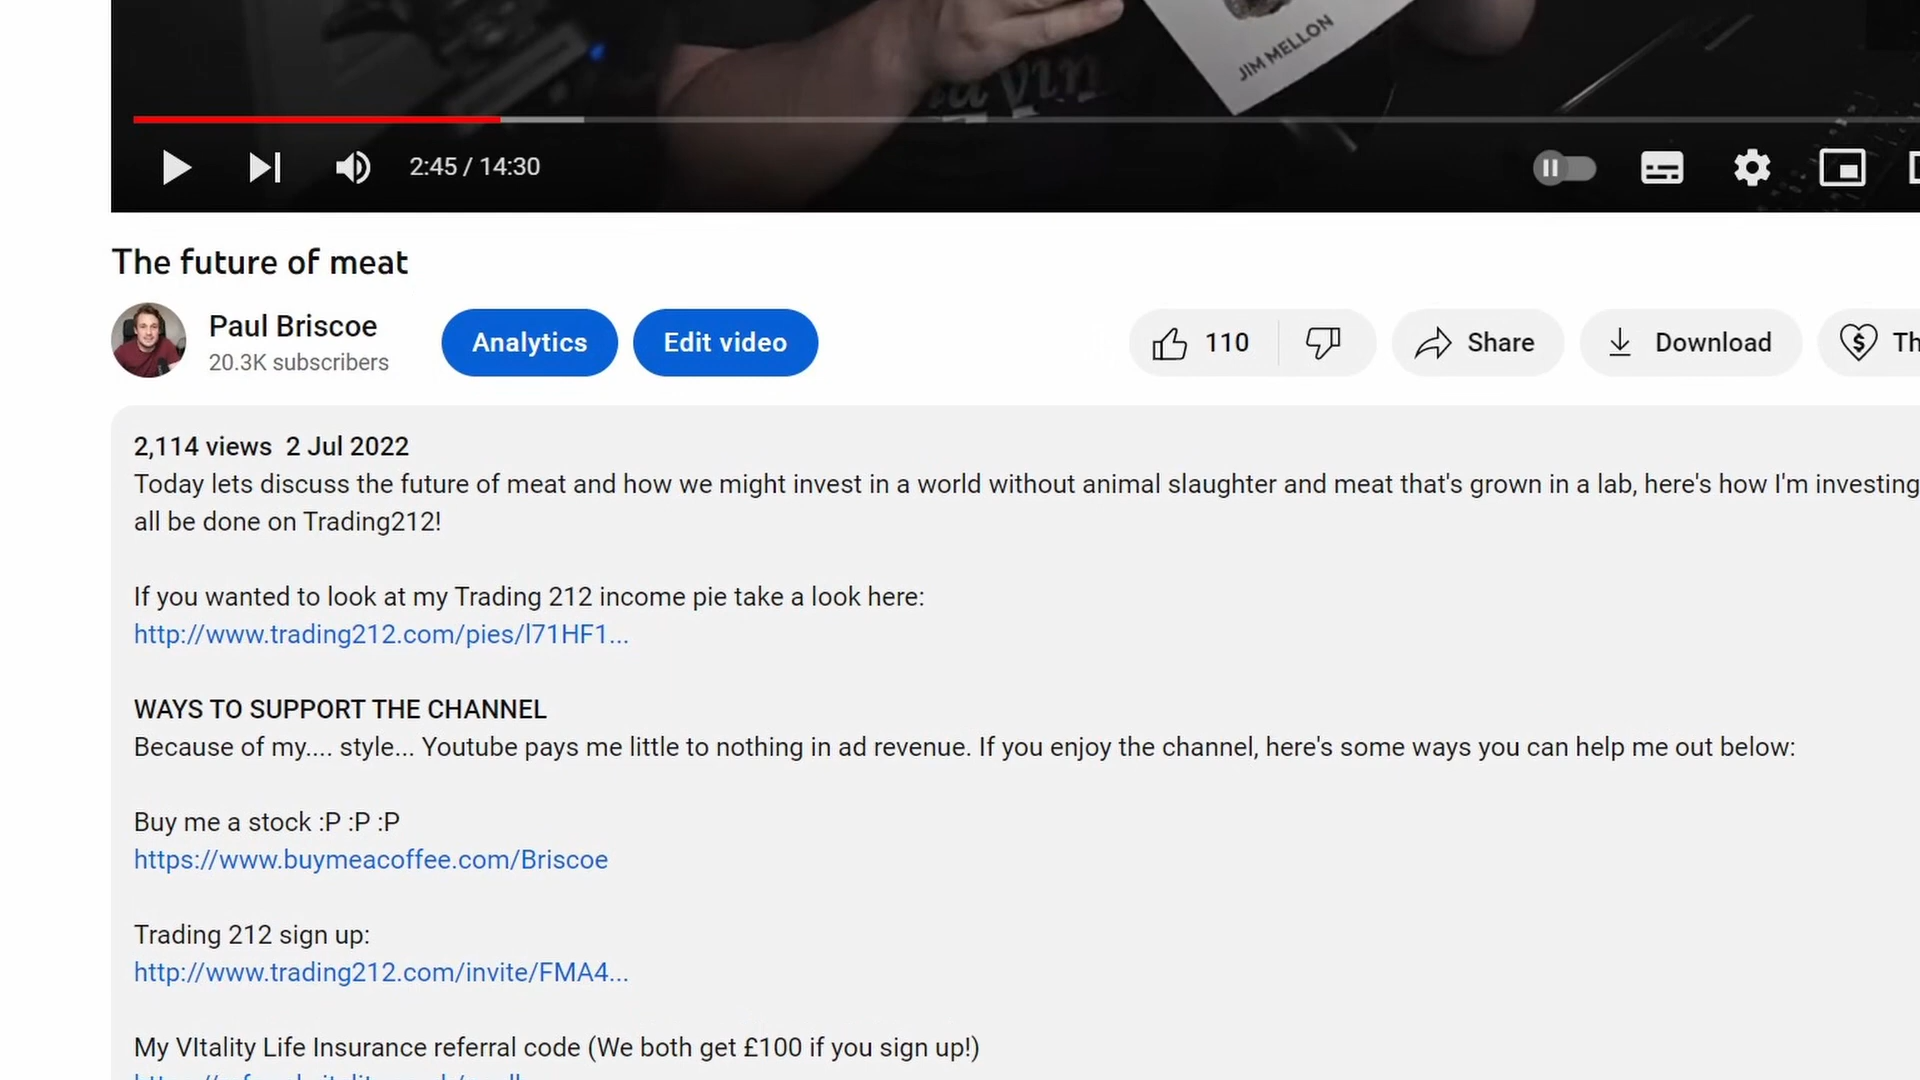 JIM MELLON
2:45 / 14:30
The future of meat
Paul Briscoe
20.3K subscribers
Analytics
Edit video
110
Share
Download
Th
2,114 views 2 Jul 2022
Today lets discuss the future of meat and how we might invest in a world without animal slaughter and meat that's grown in a lab, here's how I'm investing
all be done on Trading212!
If you wanted to look at my Trading 212 income pie take a look here:
http://www.trading212.com/pies/l71HF1...
WAYS TO SUPPORT THE CHANNEL
Because of my.... style... Youtube pays me little to nothing in ad revenue. If you enjoy the channel, here's some ways you can help me out below:
Buy me a stock :P :P :P
https://www.buymeacoffee.com/Briscoe
Trading 212 sign up:
http://www.trading212.com/invite/FMA4...
My VItality Life Insurance referral code (We both get £100 if you sign up!)